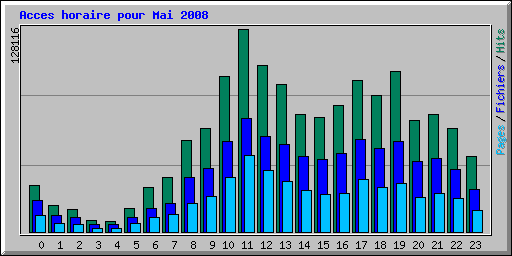 Acces horaire pour Mai 2008
128116
Pages / Fichiers / Hits
0 1 2 3 4 5 6 7 8 9 10 11 12 13 14 15 16 17 18 19 20 21 22 23